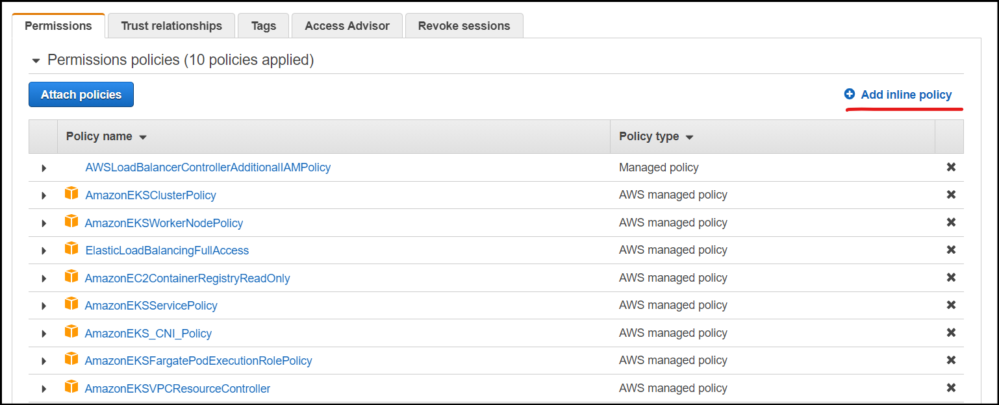 Permissions Trust relationships Tags Access Advisor Revoke sessions
Permissions policies (10 policies applied)
Attach policies Add inline policy
Policy name Policy type
AWSLoadBalancerControllerAdditionalIAMPolicy Managed policy
AmazonEKSClusterPolicy AWS managed policy
AmazonEKSWorkerNodePolicy AWS managed policy
ElasticLoadBalancingFullAccess AWS managed policy
AmazonEC2ContainerRegistryReadOnly AWS managed policy
AmazonEKSServicePolicy AWS managed policy
AmazonEKS_CNI_Policy AWS managed policy
AmazonEKSFargatePodExecutionRolePolicy AWS managed policy
AmazonEKSVPCResourceController AWS managed policy